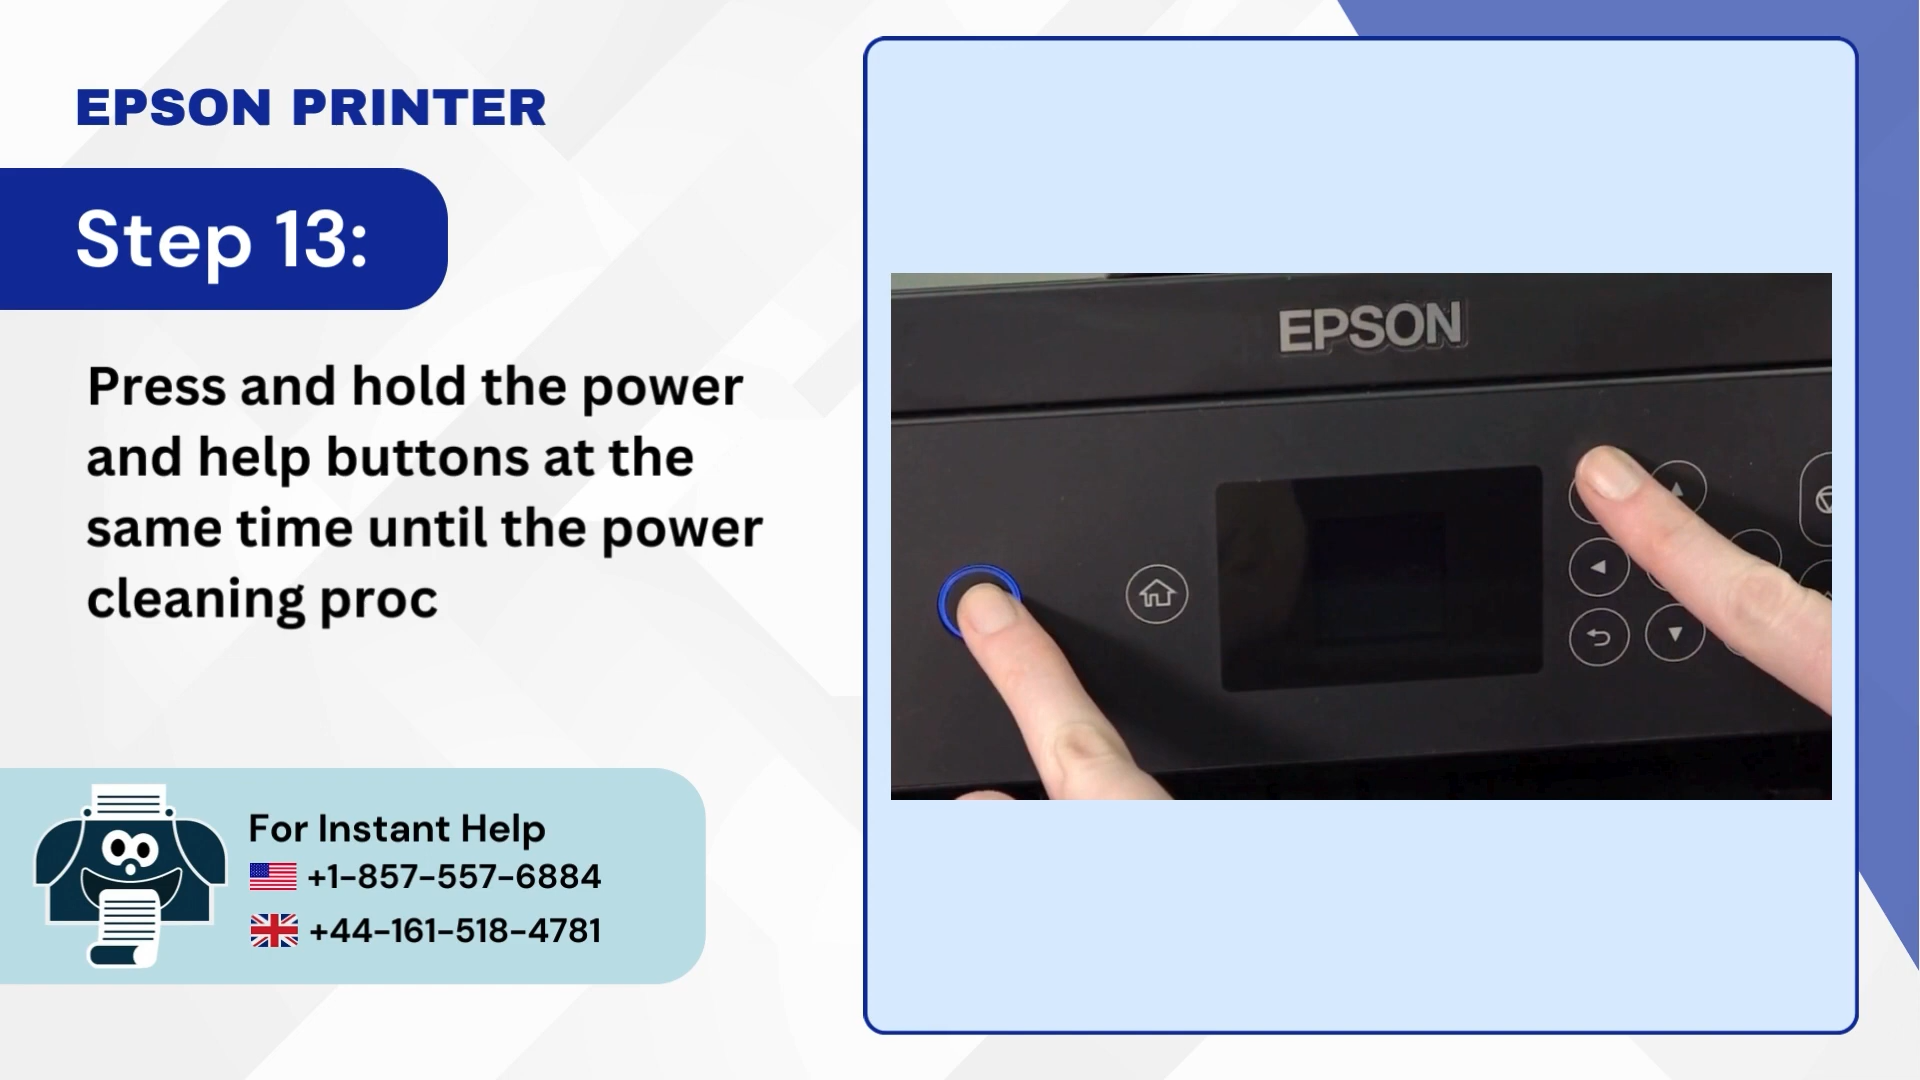 EPSON PRINTER
Step 13:
Press and hold the power
and help buttons at the
same time until the power
cleaning proc
For Instant Help
+1-857-557-6884
+44-161-518-4781
EPSON